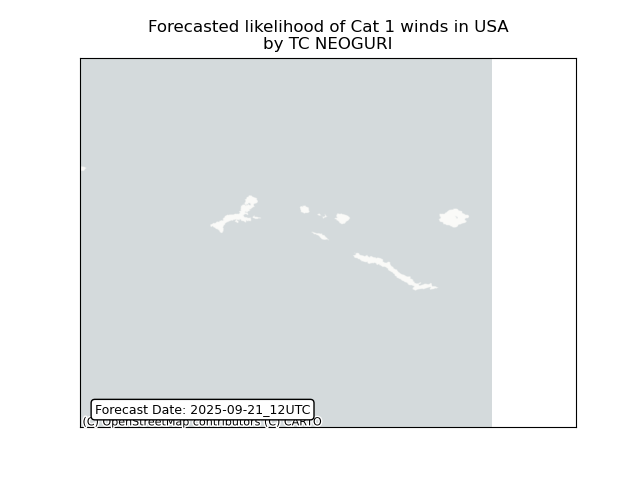 Forecasted likelihood of Cat 1 winds in USA
by TC NEOGURI
Forecast Date: 2025-09-21_12UTC
(C) OpenStreetMap contributors (C) CARTO